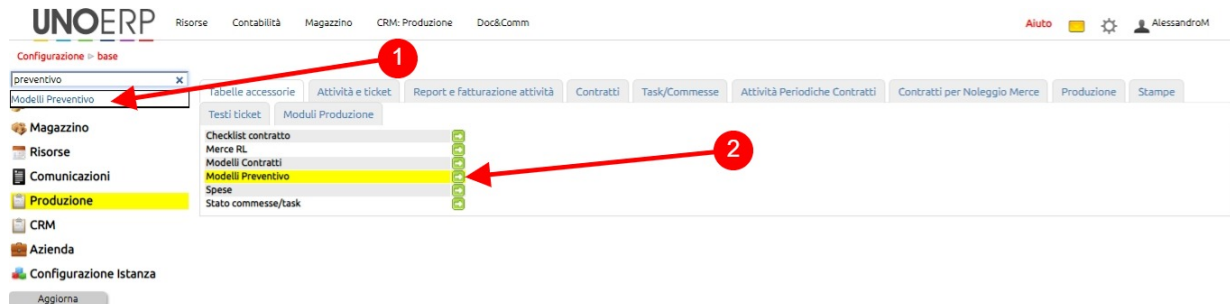 UNOERP Risorse Contabilità Magazzino CRM: Produzione Doc&Comm Aiuto AlessandroM
Configurazione ▹ base
1
preventivo x
Modelli Preventivo
Tabelle accessorie Attività e ticket Report e fatturazione attività Contratti Task/Commesse Attività Periodiche Contratti Contratti per Noleggio Merce Produzione Stampe
Testi ticket Moduli Produzione
Magazzino
Risorse
Comunicazioni
Produzione
CRM
Azienda
Configurazione Istanza
Aggiorna
Checklist contratto
Merce RL
Modelli Contratti
Modelli Preventivo
Spese
Stato commesse/task
2